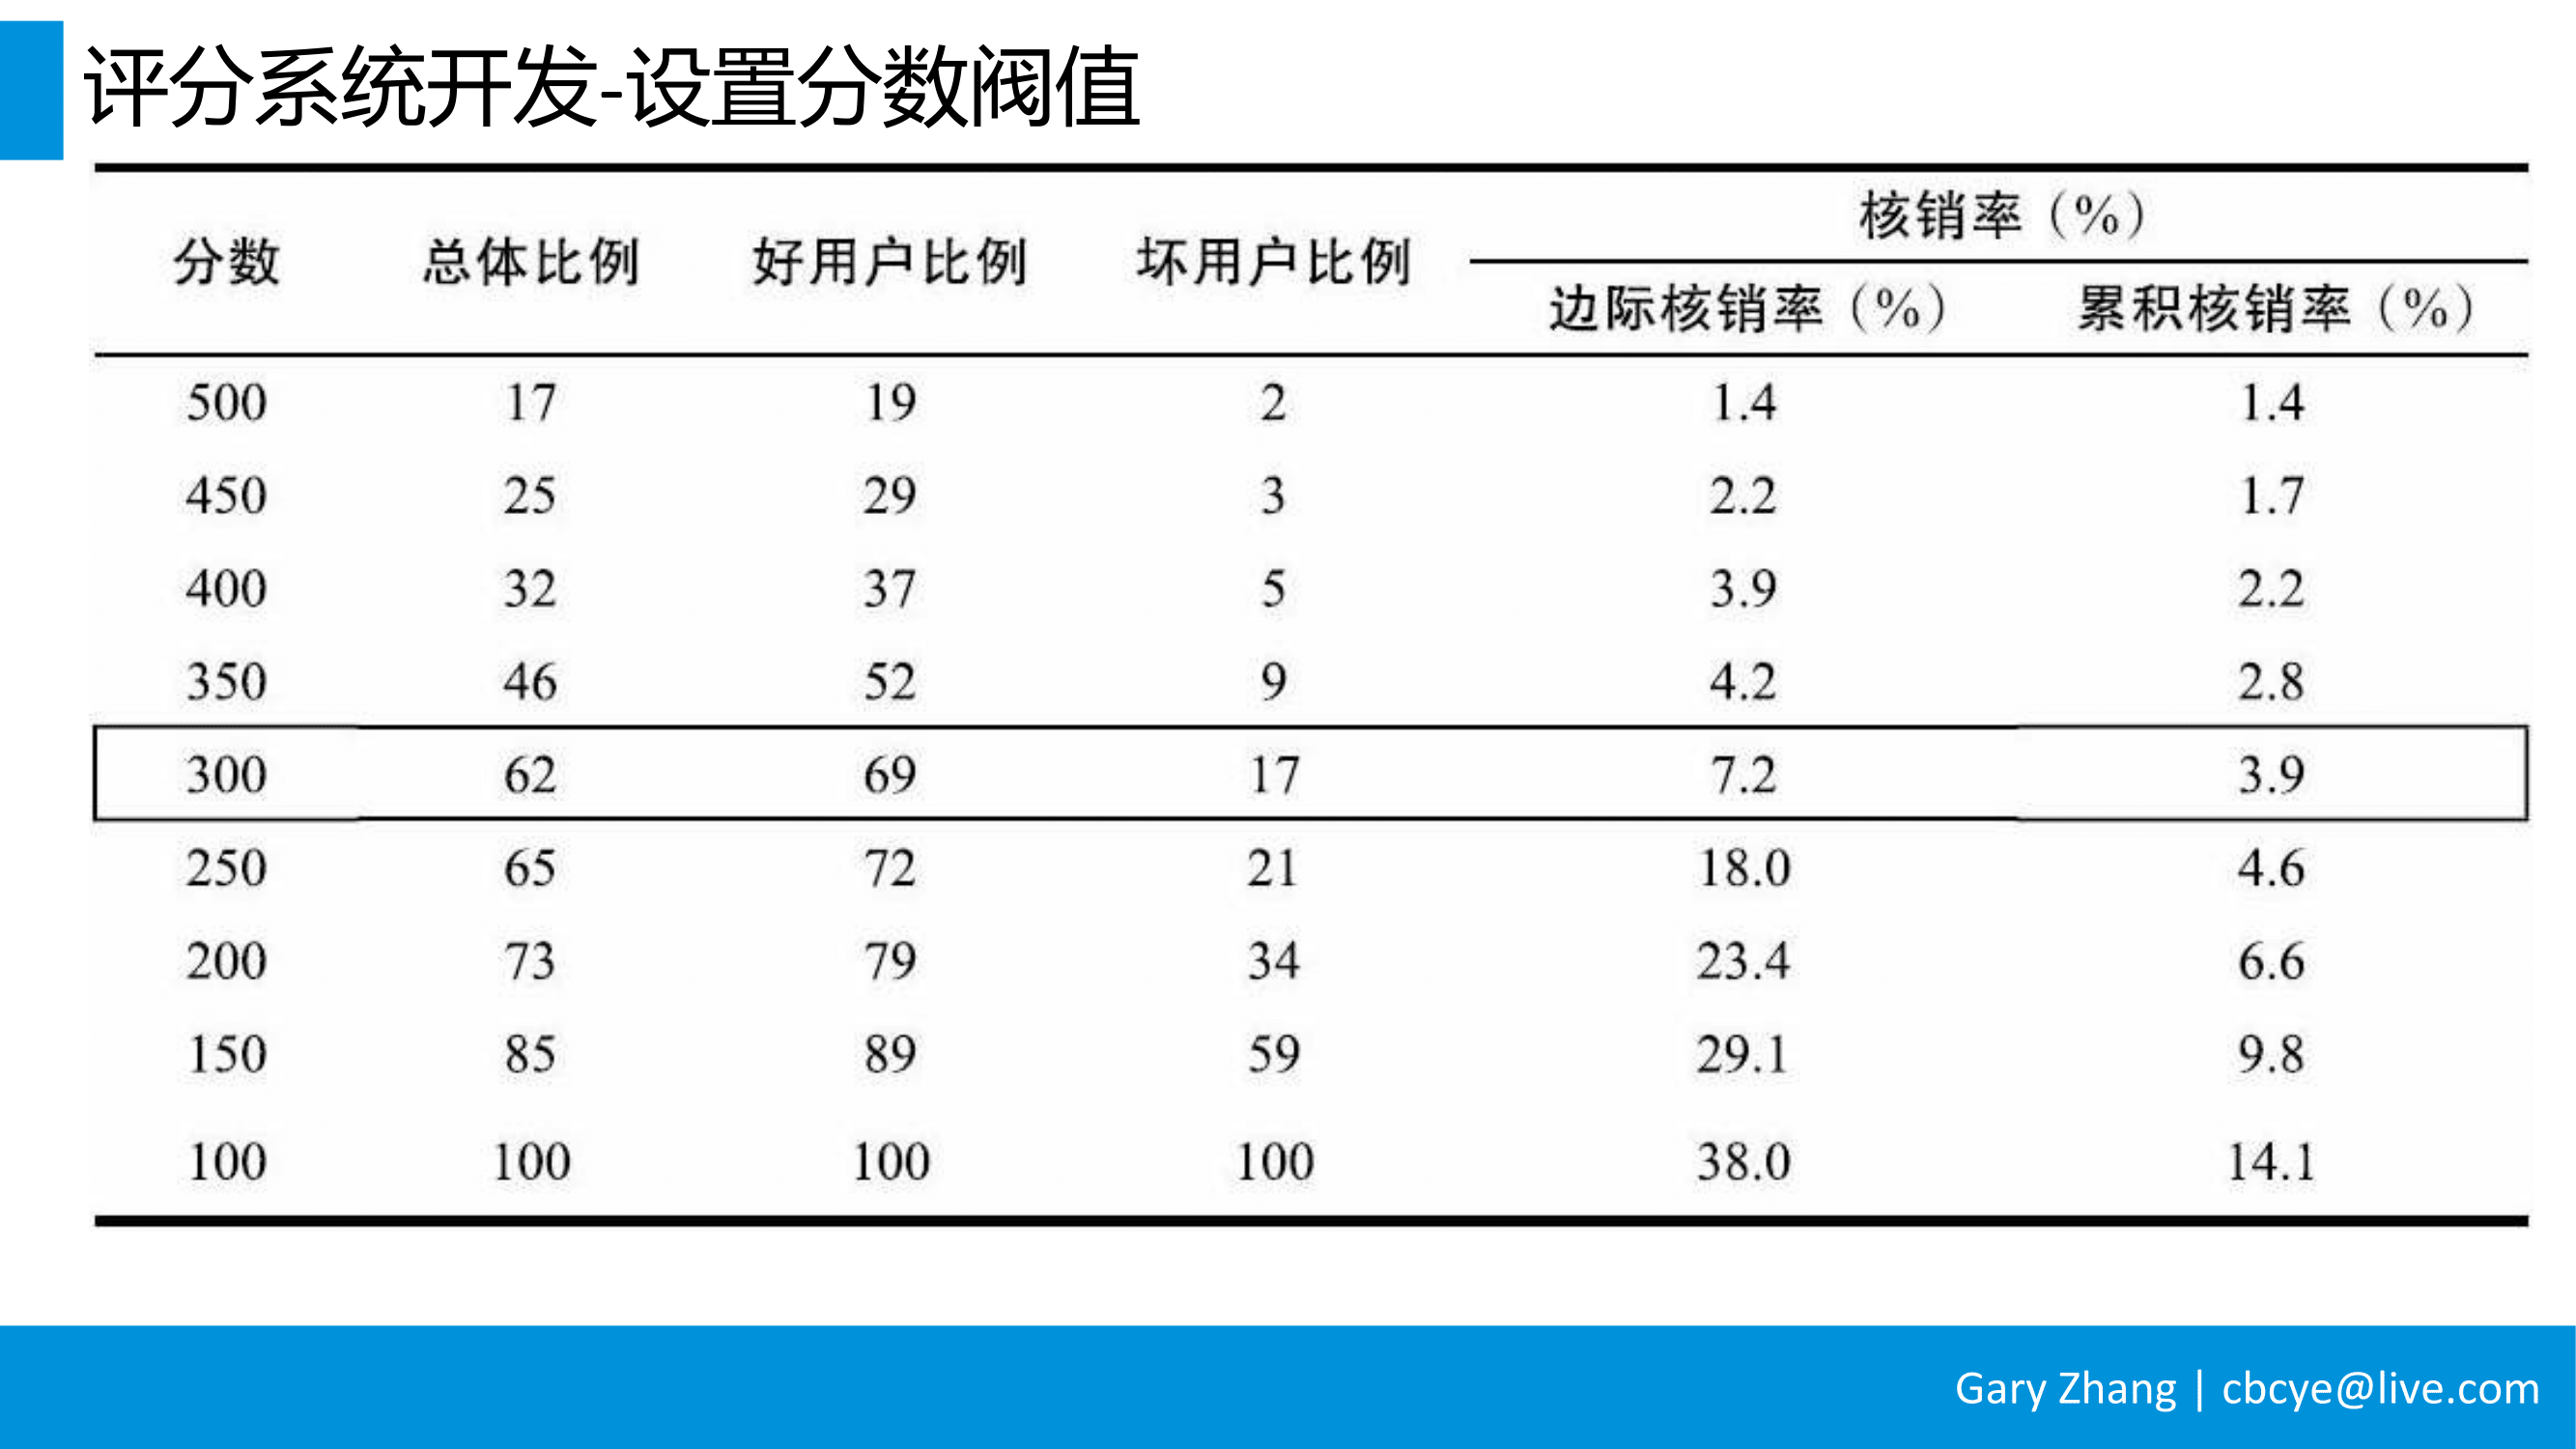 评分系统开发-设置分数阀值
核销率（%）
分数 总体比例 好用户比例 坏用户比例
边际核销率（%） 累积核销率（%）
500 17 19 2 1.4 1.4
450 25 29 3 2.2 1.7
400 32 37 5 3.9 2.2
350 46 52 9 4.2 2.8
300 62 69 17 7.2 3.9
250 65 72 21 18.0 4.6
200 73 79 34 23.4 6.6
150 85 89 59 29.1 9.8
100 100 100 100 38.0 14.1
Gary Zhang | cbcye@live.com